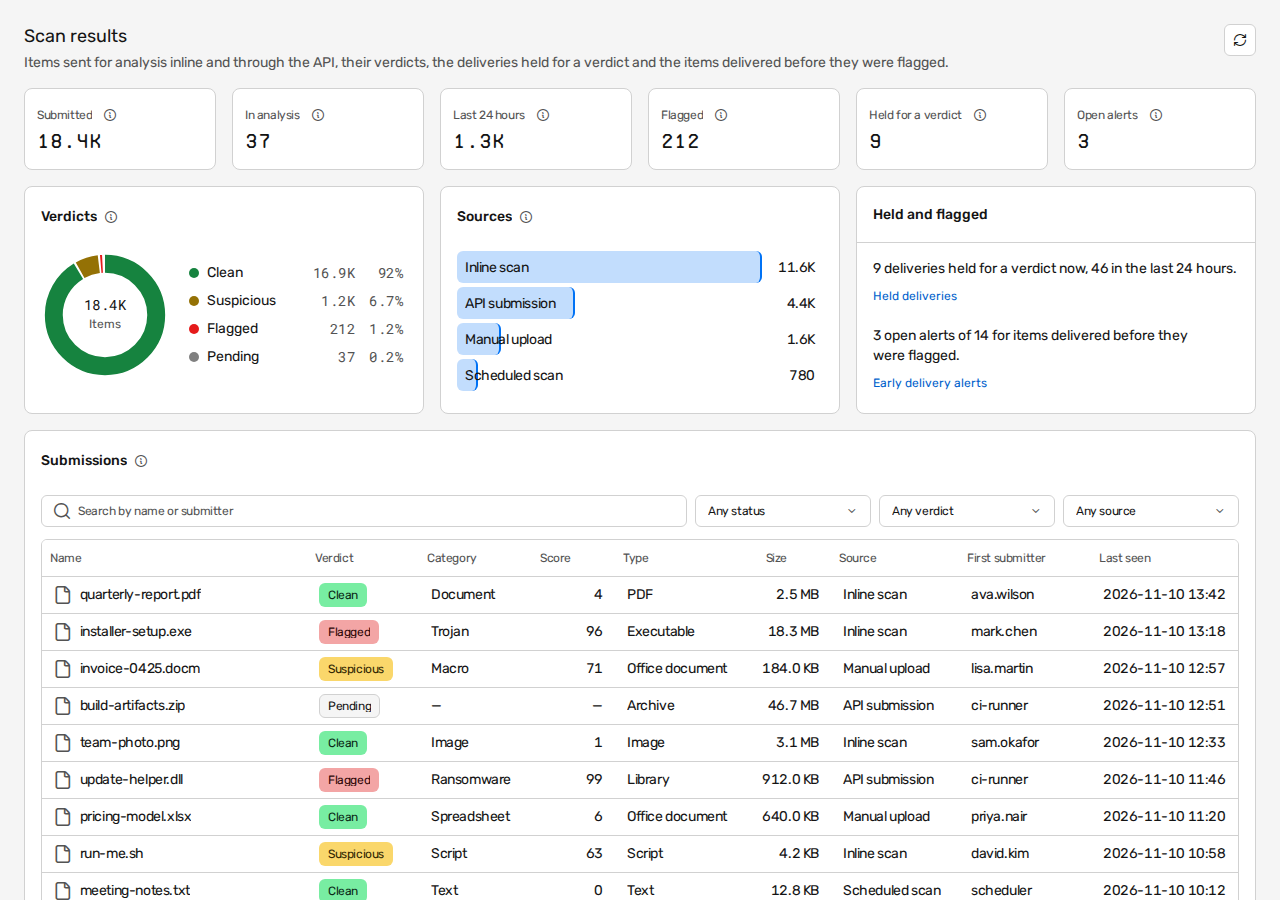 Scan results
Items sent for analysis inline and through the API, their verdicts, the deliveries held for a verdict and the items delivered before they were flagged.
Submitted
18.4K
In analysis
37
Last 24 hours
1.3K
Flagged
212
Held for a verdict
9
Open alerts
3
Verdicts
18.4K
Items
Clean 16.9K 92%
Suspicious 1.2K 6.7%
Flagged 212 1.2%
Pending 37 0.2%
Sources
Inline scan 11.6K
API submission 4.4K
Manual upload 1.6K
Scheduled scan 780
Held and flagged
9 deliveries held for a verdict now, 46 in the last 24 hours.
Held deliveries
3 open alerts of 14 for items delivered before they
were flagged.
Early delivery alerts
Submissions
Search by name or submitter Any status Any verdict Any source
Name Verdict Category Score Type Size Source First submitter Last seen
quarterly-report.pdf Clean Document 4 PDF 2.5 MB Inline scan ava.wilson 2026-11-10 13:42
installer-setup.exe Flagged Trojan 96 Executable 18.3 MB Inline scan mark.chen 2026-11-10 13:18
invoice-0425.docm Suspicious Macro 71 Office document 184.0 KB Manual upload lisa.martin 2026-11-10 12:57
build-artifacts.zip Pending – – Archive 46.7 MB API submission ci-runner 2026-11-10 12:51
team-photo.png Clean Image 1 Image 3.1 MB Inline scan sam.okafor 2026-11-10 12:33
update-helper.dll Flagged Ransomware 99 Library 912.0 KB API submission ci-runner 2026-11-10 11:46
pricing-model.xlsx Clean Spreadsheet 6 Office document 640.0 KB Manual upload priya.nair 2026-11-10 11:20
run-me.sh Suspicious Script 63 Script 4.2 KB Inline scan david.kim 2026-11-10 10:58
meeting-notes.txt Clean Text 0 Text 12.8 KB Scheduled scan scheduler 2026-11-10 10:12